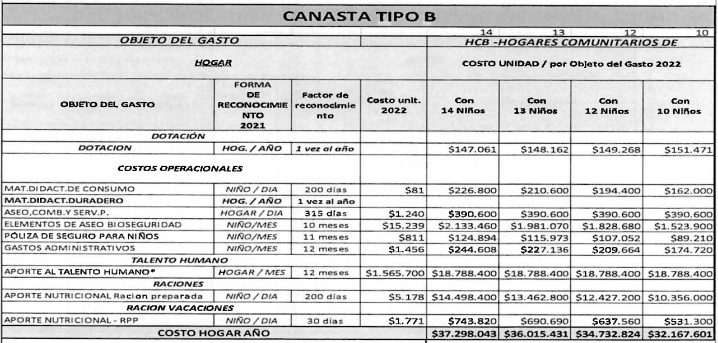 CANASTA TIPO B
14 13 12 10
OBJETO DEL GASTO HCB -HOGARES COMUNITARIOS DE
HOGAR COSTO UNIDAD / por Objeto del Gasto 2022
OBJETO DEL GASTO FORMA DE RECONOCIMIE NTO 2021 Factor de reconocimie nto Costo unit. 2022 Con 14 Niños Con 13 Niños Con 12 Niños Con 10 Niños
DOTACIÓN
DOTACION HOG. / AÑO 1 vez al año $147.061 $148.162 $149.268 $151.471
COSTOS OPERACIONALES
MAT.DIDACT.DE CONSUMO NIÑO / DIA 200 días $81 $226.800 $210.600 $194.400 $162.000
MAT.DIDACT.DURADERO HOG. / AÑO 1 vez al año
ASEO,COMB.Y SERV.P. HOGAR / DIA 315 días $1.240 $390.600 $390.600 $390.600 $390.600
ELEMENTOS DE ASEO BIOSEGURIDAD NIÑO/MES 10 meses $15.239 $2.133.460 $1.981.070 $1.828.680 $1.523.900
PÓLIZA DE SEGURO PARA NIÑOS NIÑO/MES 11 meses $811 $124.894 $115.973 $107.052 $89.210
GASTOS ADMINISTRATIVOS NIÑO/MES 12 meses $1.456 $244.608 $227.136 $209.664 $174.720
TALENTO HUMANO
APORTE AL TALENTO HUMANO* HOGAR / MES 12 meses $1.565.700 $18.788.400 $18.788.400 $18.788.400 $18.788.400
RACIONES
APORTE NUTRICIONAL Racion preparada NIÑO / DIA 200 días $5.178 $14.498.400 $13.462.800 $12.427.200 $10.356.000
RACION VACACIONES
APORTE NUTRICIONAL - RPP NIÑO / DIA 30 días $1.771 $743.820 $690.690 $637.560 $531.300
COSTO HOGAR AÑO $37.298.043 $36.015.431 $34.732.824 $32.167.601